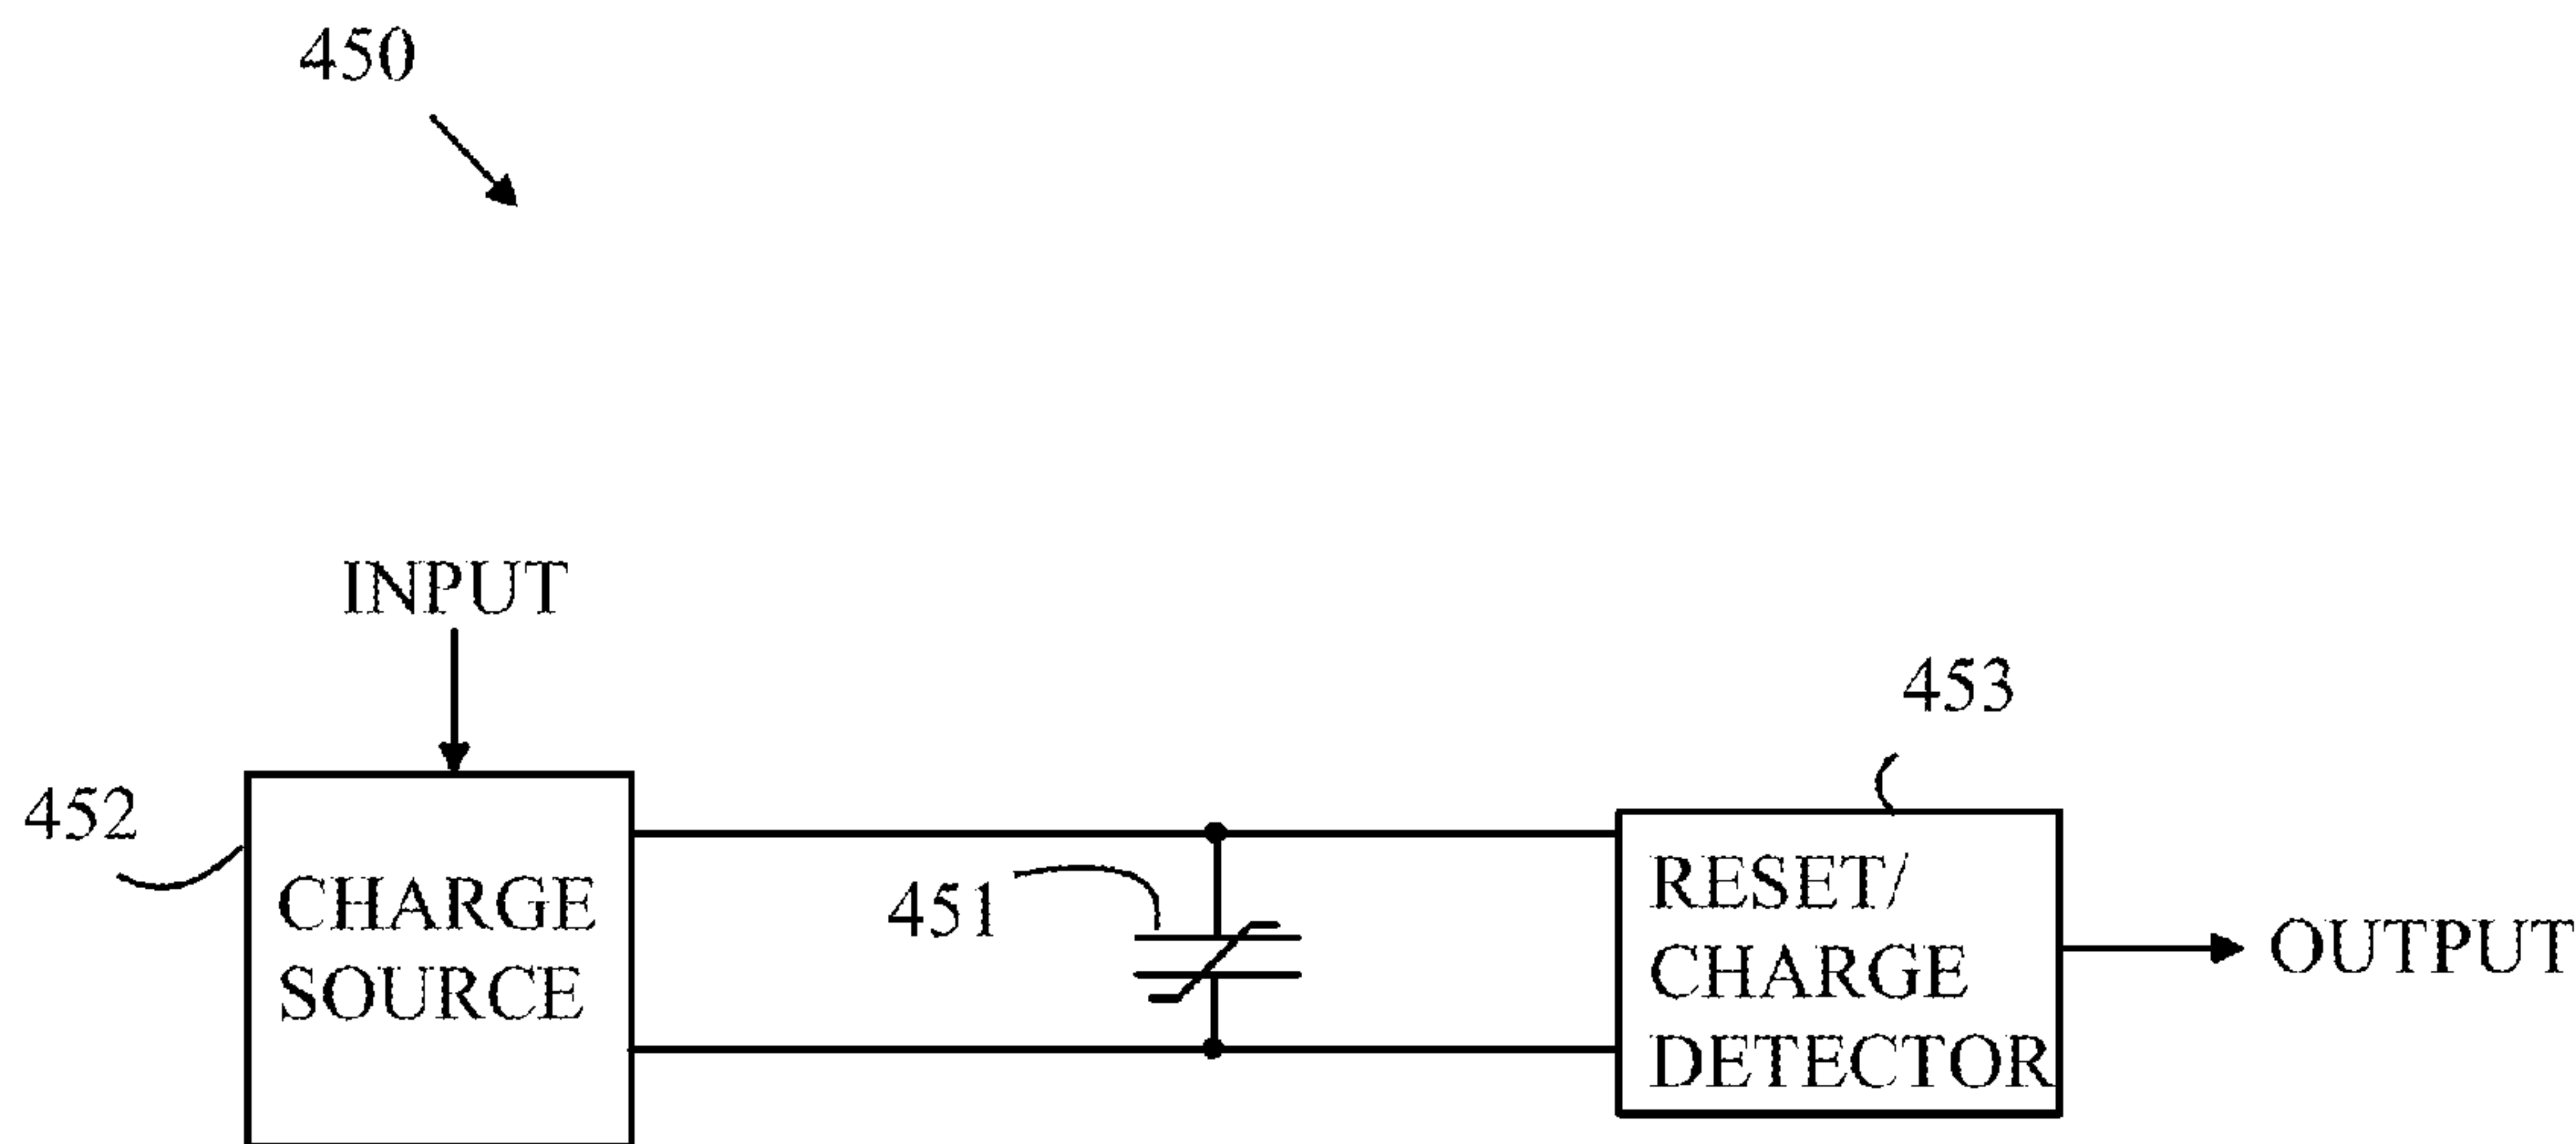 450
INPUT
452
CHARGE
SOURCE
451
453
RESET/
CHARGE
DETECTOR
OUTPUT